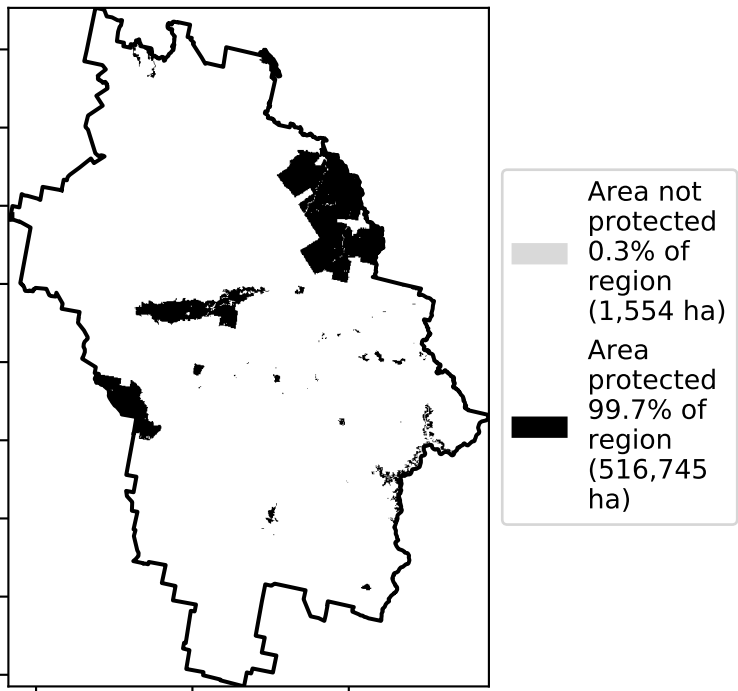 Area not
protected
0.3% of
region
(1,554 ha)
Area
protected
99.7% of
region
(516,745
ha)